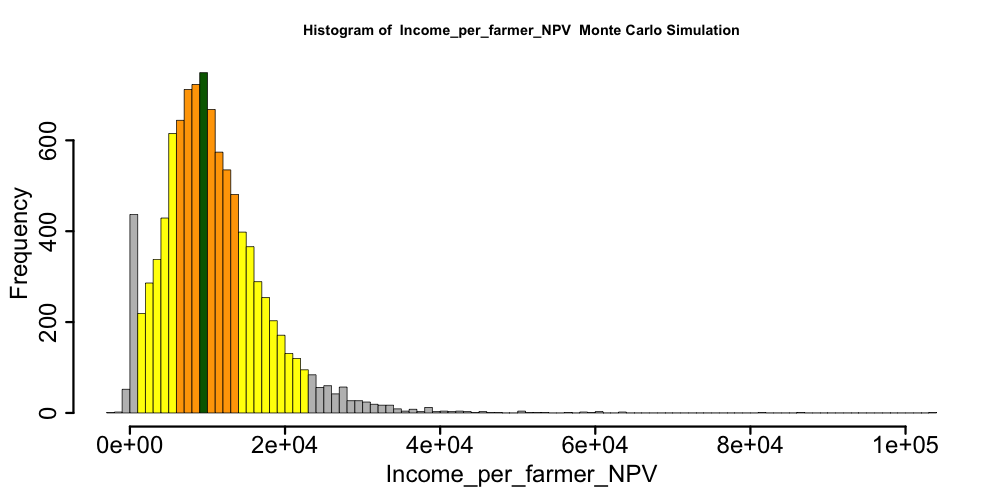 Histogram of Income_per_farmer_NPV Monte Carlo Simulation
Frequency
600
400
200
0
0e+00 2e+04 4e+04 6e+04 8e+04 1e+05
Income_per_farmer_NPV